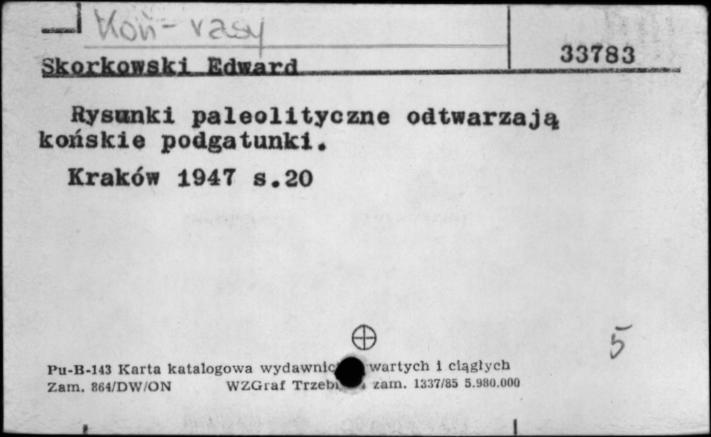 Koń - rasy
33783
Skorkowski Edward
Rysunki paleolityczne odtwarzają
końskie podgatunki.
Kraków 1947 s.20
5
Pu-B-143 Karta katalogowa wydawnic wartych i ciągłych
Zam. 864/DW/ON WZGraf Trzebi zam. 1337/85 5.980.000